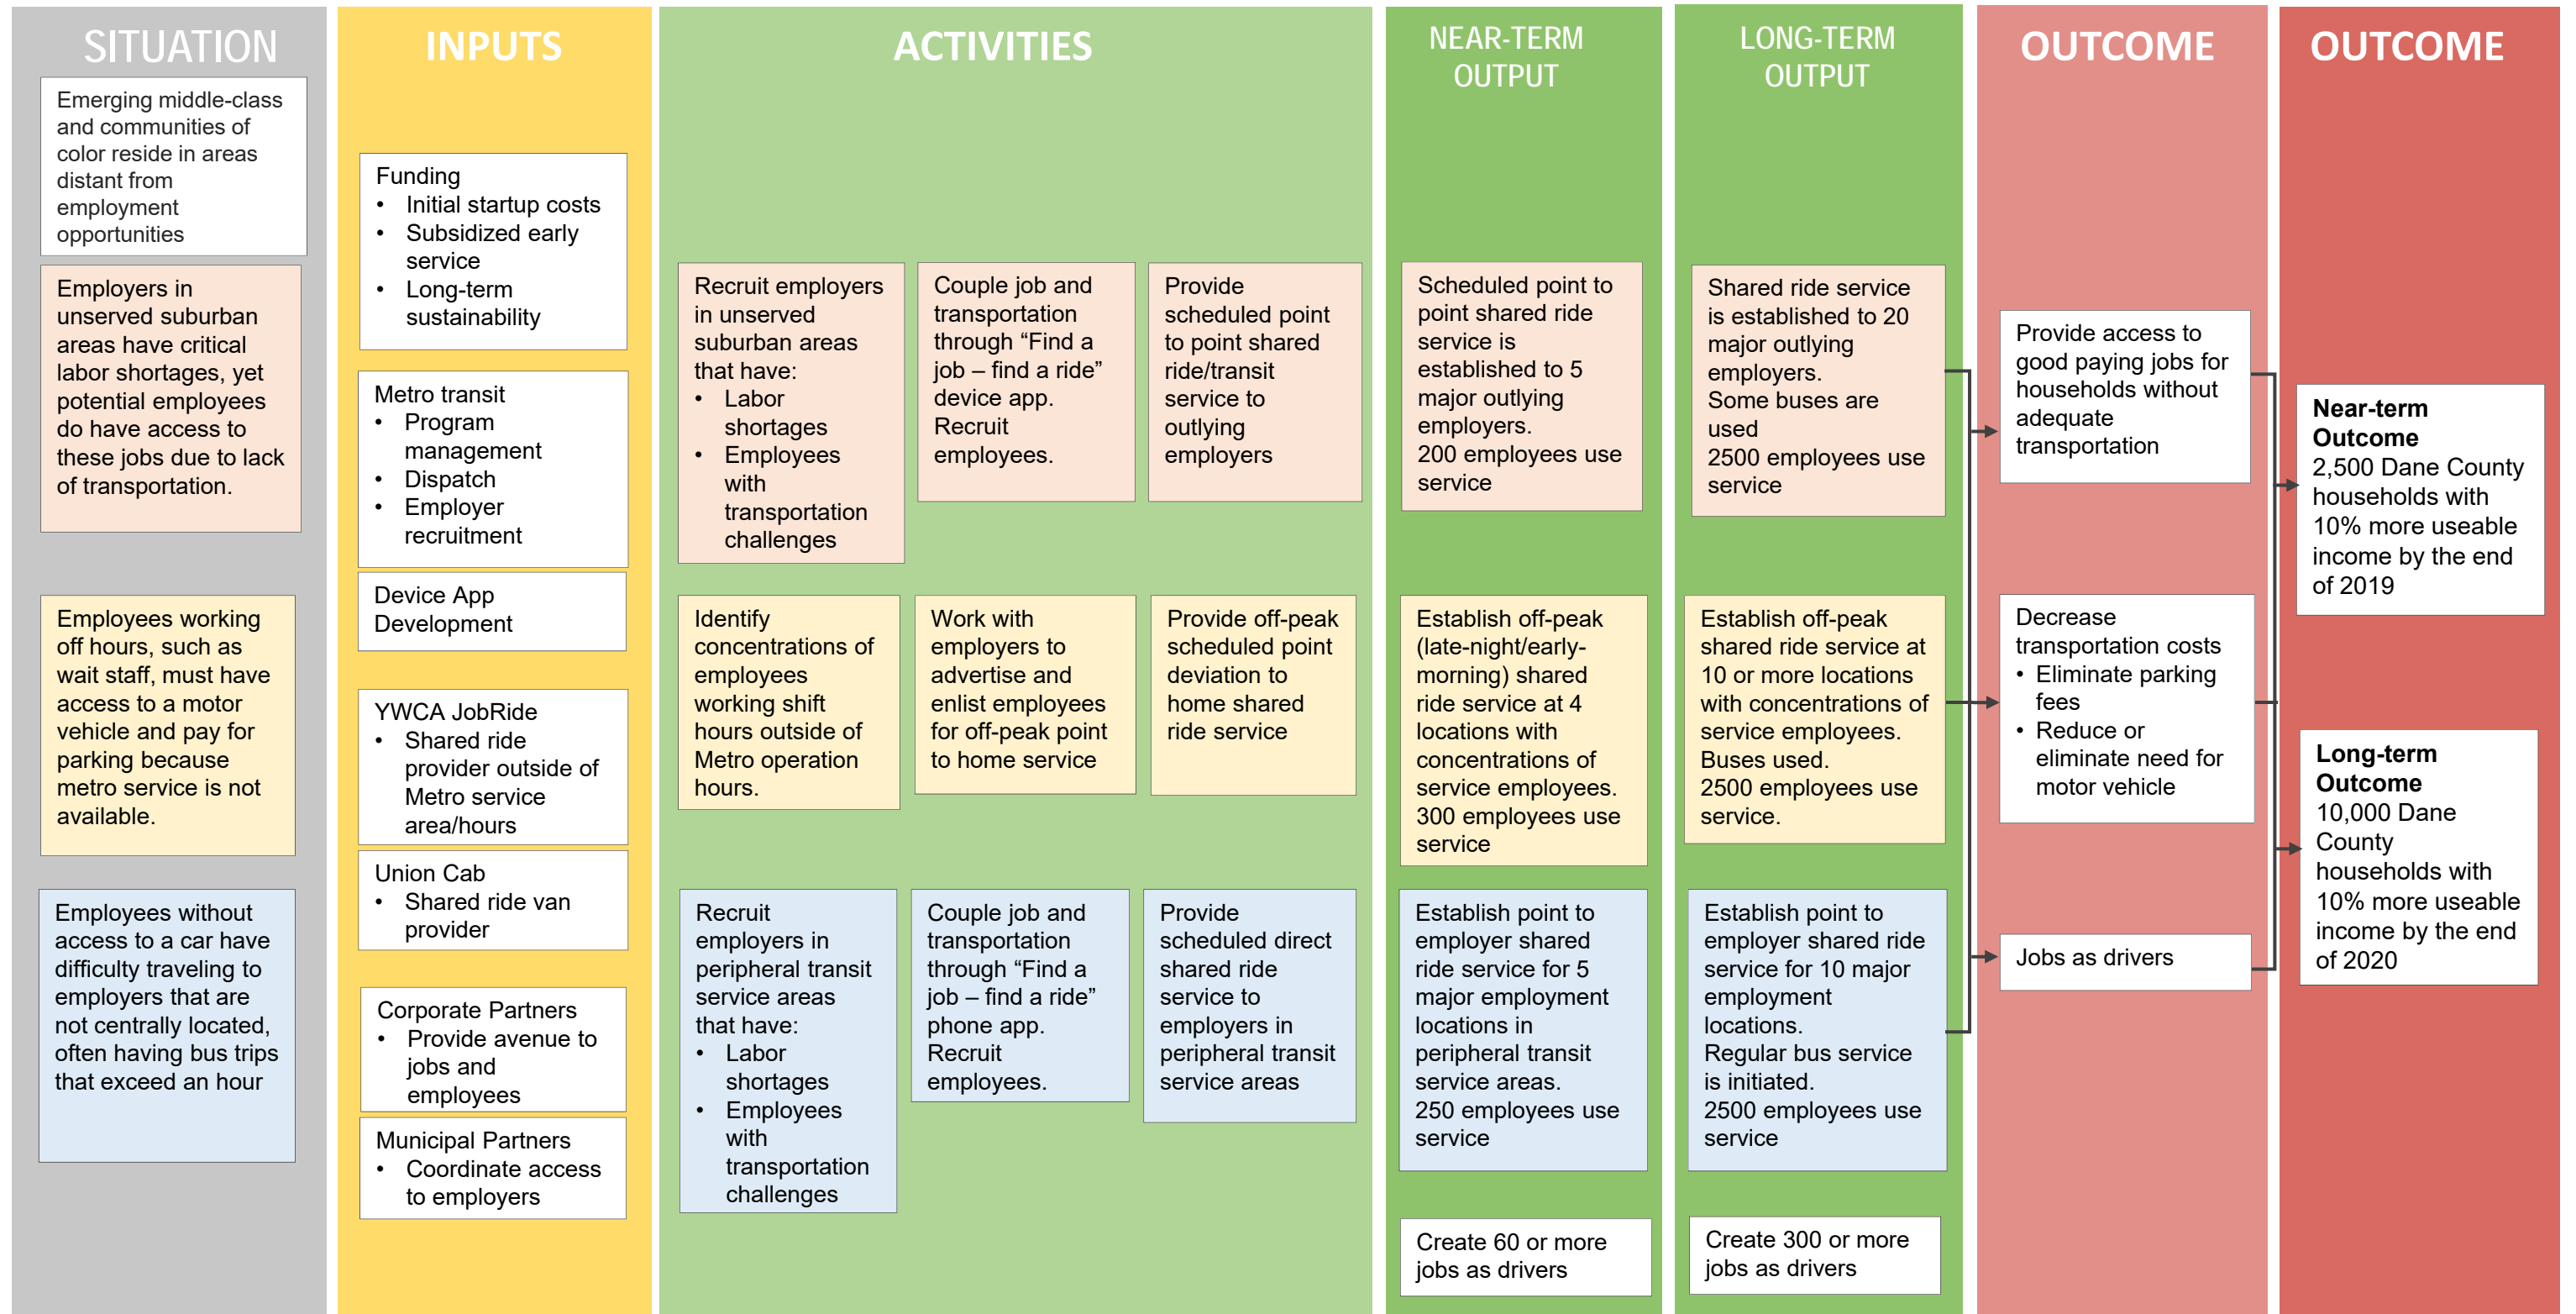 SITUATION
Emerging middle-class
and communities of
color reside in areas
distant from
employment
opportunities
Employers in
unserved suburban
areas have critical
labor shortages, yet
potential employees
do have access to
these jobs due to lack
of transportation.
Employees working
off hours, such as
wait staff, must have
access to a motor
vehicle and pay for
parking because
metro service is not
available.
Employees without
access to a car have
difficulty traveling to
employers that are
not centrally located,
often having bus trips
that exceed an hour
INPUTS
Funding
• Initial startup costs
• Subsidized early
service
• Long-term
sustainability
Metro transit
• Program
management
• Dispatch
• Employer
recruitment
Device App
Development
YWCA JobRide
• Shared ride
provider outside of
Metro service
area/hours
Union Cab
• Shared ride van
provider
Corporate Partners
• Provide avenue to
jobs and
employees
Municipal Partners
• Coordinate access
to employers
ACTIVITIES
Recruit employers
in unserved
suburban areas
that have:
• Labor
shortages
• Employees
with
transportation
challenges
Couple job and
transportation
through “Find a
job – find a ride”
device app.
Recruit
employees.
Provide
scheduled point
to point shared
ride/transit
service to
outlying
employers
Identify
concentrations of
employees
working shift
hours outside of
Metro operation
hours.
Work with
employers to
advertise and
enlist employees
for off-peak point
to home service
Provide off-peak
scheduled point
deviation to
home shared
ride service
Recruit
employers in
peripheral transit
service areas
that have:
• Labor
shortages
• Employees
with
transportation
challenges
Couple job and
transportation
through “Find a
job – find a ride”
phone app.
Recruit
employees.
Provide
scheduled direct
shared ride
service to
employers in
peripheral transit
service areas
NEAR-TERM
OUTPUT
Scheduled point to
point shared ride
service is
established to 5
major outlying
employers.
200 employees use
service
Establish off-peak
(late-night/early-
morning) shared
ride service at 4
locations with
concentrations of
service employees.
300 employees use
service
Establish point to
employer shared
ride service for 5
major employment
locations in
peripheral transit
service areas.
250 employees use
service
Create 60 or more
jobs as drivers
LONG-TERM
OUTPUT
Shared ride service
is established to 20
major outlying
employers.
Some buses are
used
2500 employees use
service
Establish off-peak
shared ride service at
10 or more locations
with concentrations of
service employees.
Buses used.
2500 employees use
service.
Establish point to
employer shared ride
service for 10 major
employment
locations.
Regular bus service
is initiated.
2500 employees use
service
Create 300 or more
jobs as drivers
OUTCOME
Provide access to
good paying jobs for
households without
adequate
transportation
Decrease
transportation costs
• Eliminate parking
fees
• Reduce or
eliminate need for
motor vehicle
Jobs as drivers
OUTCOME
Near-term
Outcome
2,500 Dane County
households with
10% more useable
income by the end
of 2019
Long-term
Outcome
10,000 Dane
County
households with
10% more useable
income by the end
of 2020